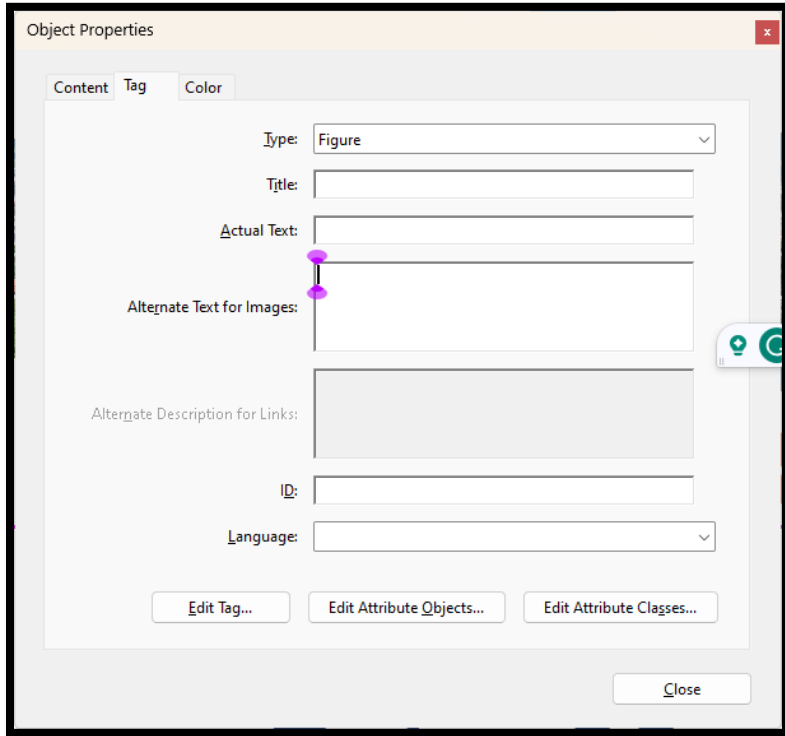 Object Properties
x
Content Tag Color
Type: Figure
Title:
Actual Text:
Alternate Text for Images:
Alternate Description for Links:
ID:
Language:
Edit Tag... Edit Attribute Objects... Edit Attribute Classes...
Close